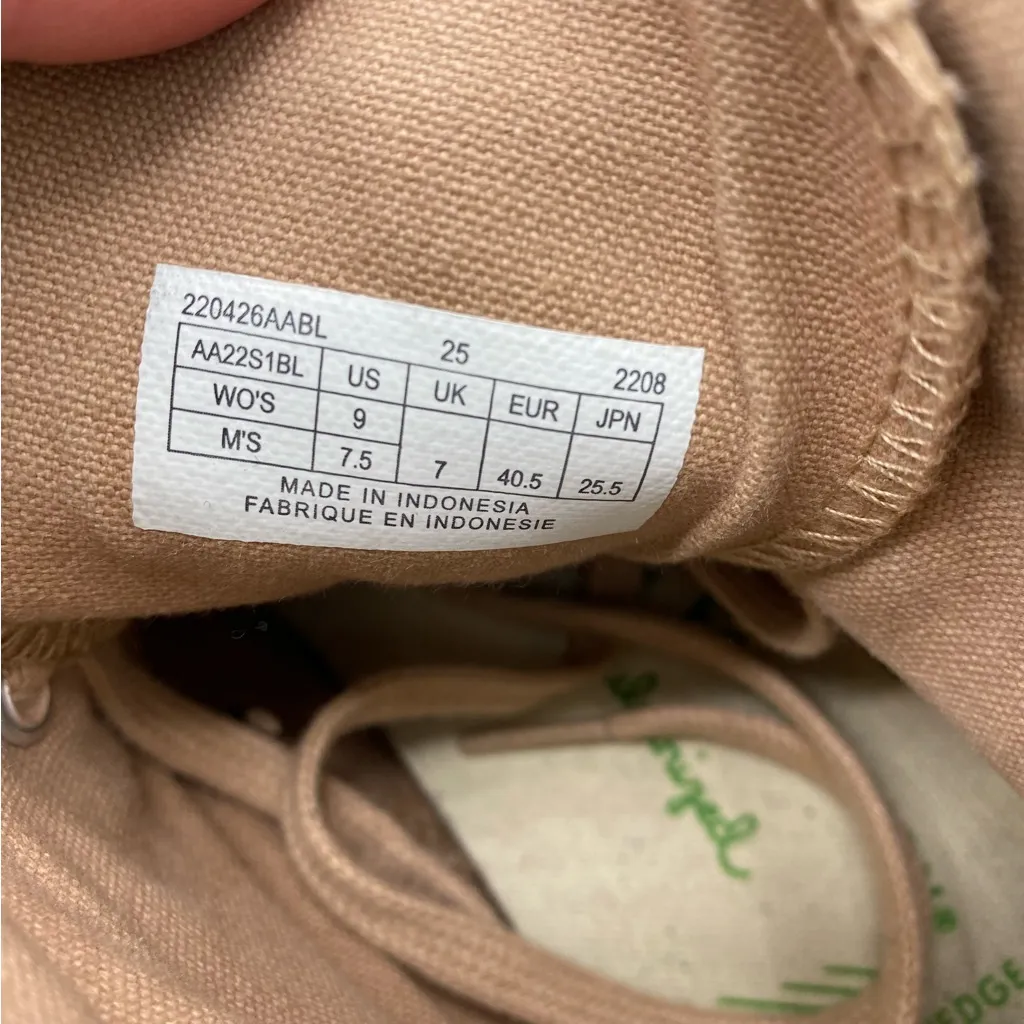 220426AABL 25 2208
AA22S1BL US UK EUR JPN
WO'S 9
M'S 7.5 7 40.5 25.5
MADE IN INDONESIA
FABRIQUE EN INDONESIE
EDGE